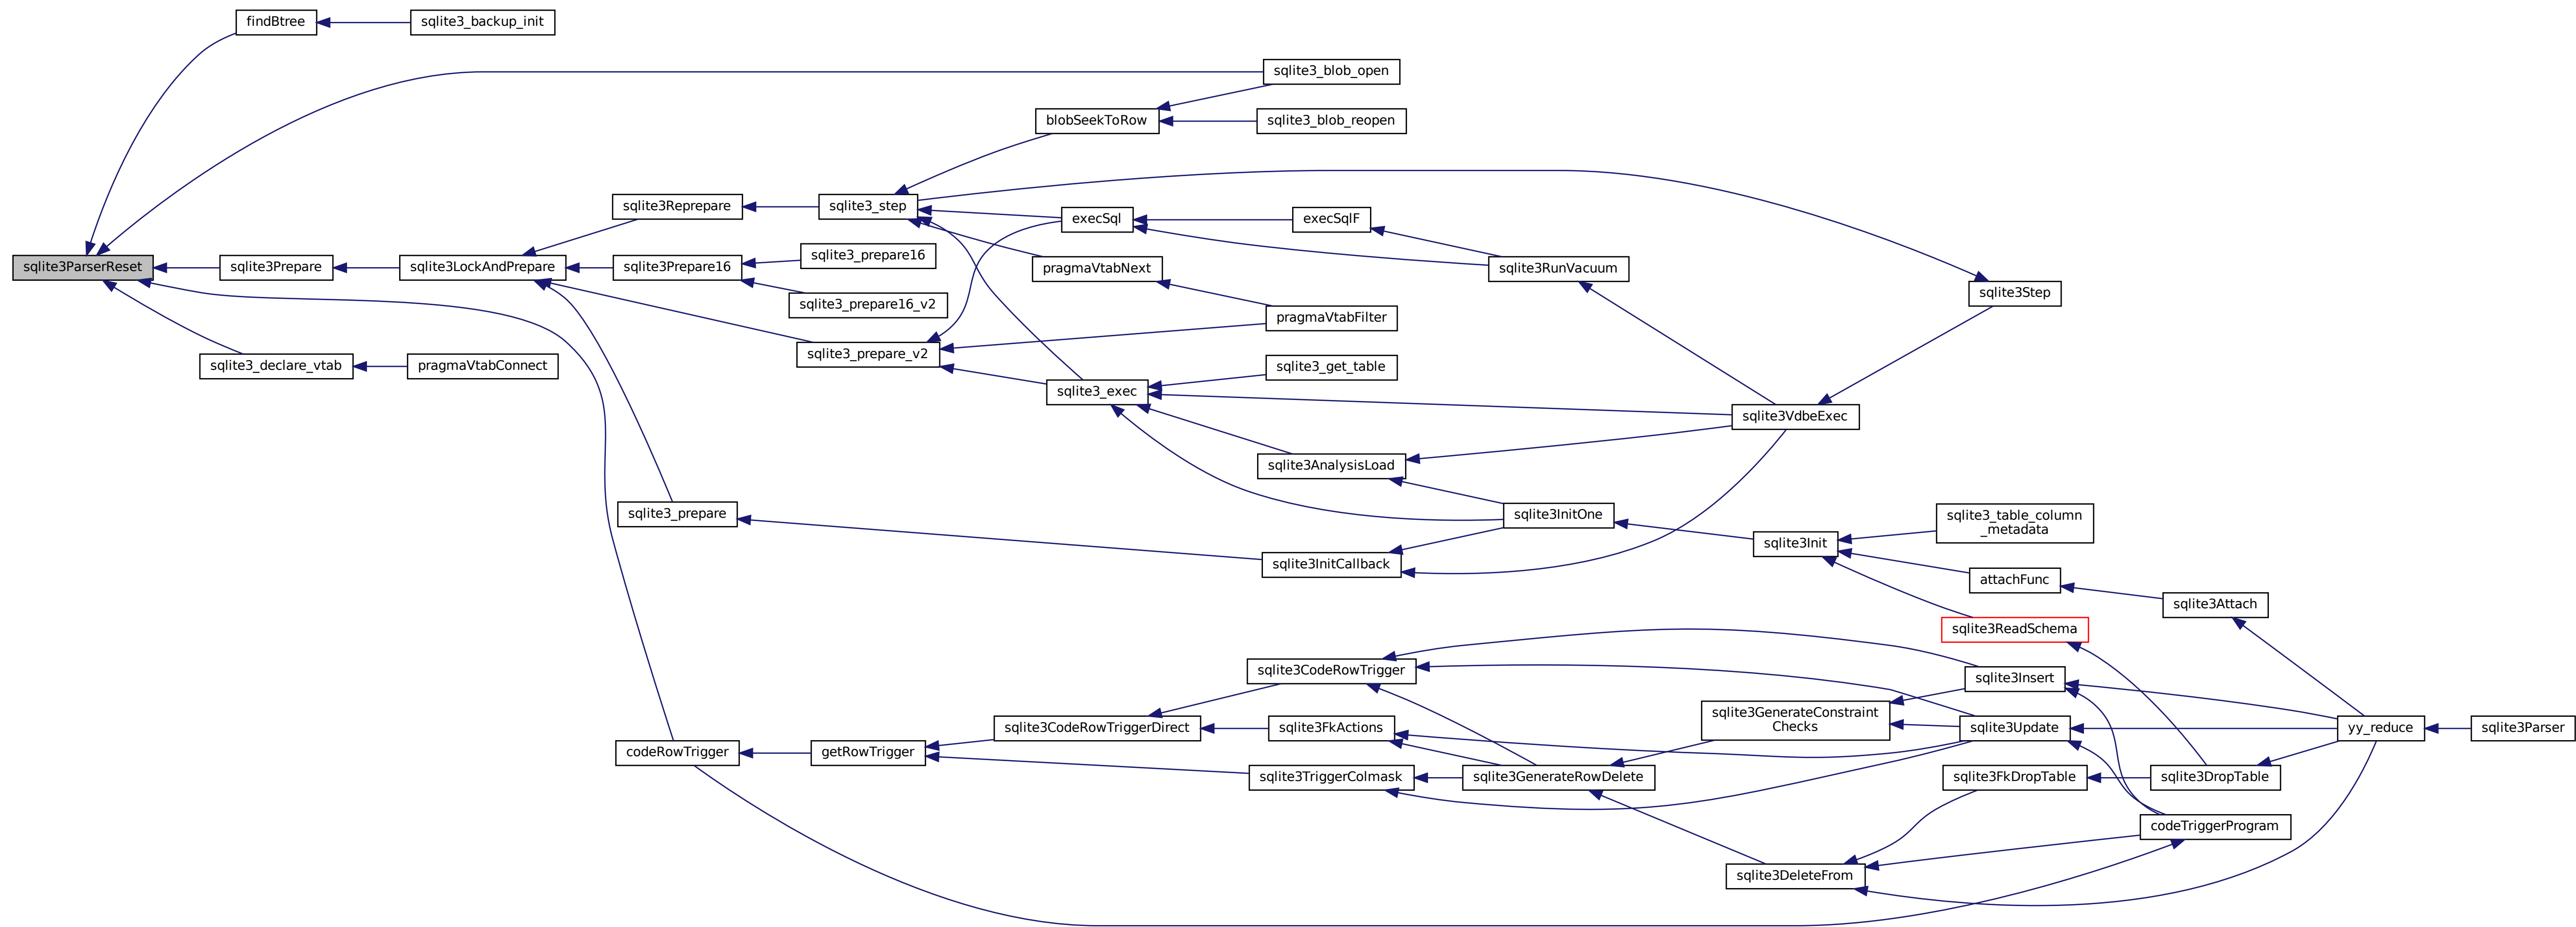 findBtree
sqlite3_backup_init
sqlite3_blob_open
blobSeekToRow
sqlite3_blob_reopen
sqlite3Reprepare
sqlite3_step
execSql
execSqlF
sqlite3ParserReset
sqlite3Prepare
sqlite3LockAndPrepare
sqlite3Prepare16
sqlite3_prepare16
pragmaVtabNext
sqlite3RunVacuum
sqlite3Step
sqlite3_prepare16_v2
pragmaVtabFilter
sqlite3_declare_vtab
pragmaVtabConnect
sqlite3_prepare_v2
sqlite3_get_table
sqlite3_exec
sqlite3VdbeExec
sqlite3AnalysisLoad
sqlite3_prepare
sqlite3InitOne
sqlite3_table_column
_metadata
sqlite3Init
sqlite3InitCallback
attachFunc
sqlite3Attach
sqlite3ReadSchema
sqlite3CodeRowTrigger
sqlite3Insert
sqlite3GenerateConstraint
Checks
sqlite3CodeRowTriggerDirect
sqlite3FkActions
sqlite3Update
yy_reduce
sqlite3Parser
codeRowTrigger
getRowTrigger
sqlite3TriggerColmask
sqlite3GenerateRowDelete
sqlite3FkDropTable
sqlite3DropTable
codeTriggerProgram
sqlite3DeleteFrom